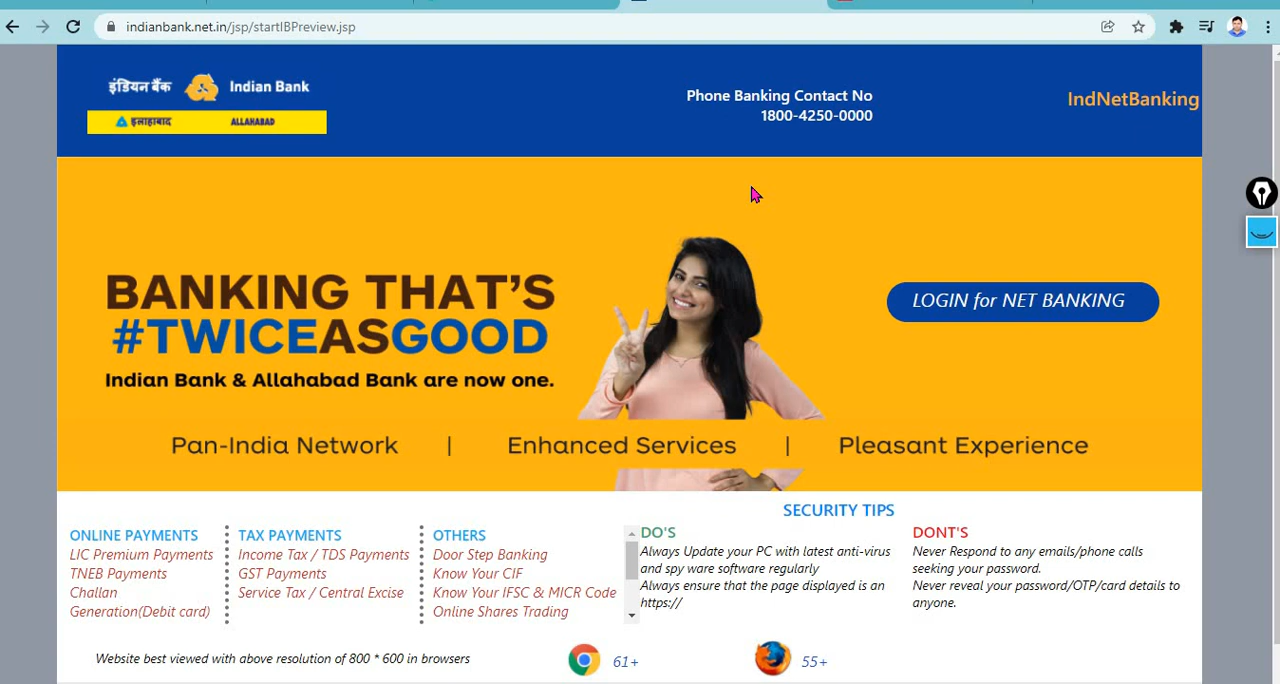 indianbank.net.in/jsp/startIBPreview.jsp
इंडियन बैंक Indian Bank
इलाहाबाद ALLAHABAD
Phone Banking Contact No
1800-4250-0000
IndNetBanking
BANKING THAT'S
#TWICEASGOOD
Indian Bank & Allahabad Bank are now one.
LOGIN for NET BANKING
Pan-India Network | Enhanced Services | Pleasant Experience
SECURITY TIPS
ONLINE PAYMENTS
LIC Premium Payments
TNEB Payments
Challan
Generation(Debit card)
TAX PAYMENTS
Income Tax / TDS Payments
GST Payments
Service Tax / Central Excise
OTHERS
Door Step Banking
Know Your CIF
Know Your IFSC & MICR Code
Online Shares Trading
DO'S
Always Update your PC with latest anti-virus
and spy ware software regularly
Always ensure that the page displayed is an
https://
DONT'S
Never Respond to any emails/phone calls
seeking your password.
Never reveal your password/OTP/card details to
anyone.
Website best viewed with above resolution of 800 * 600 in browsers
61+
55+